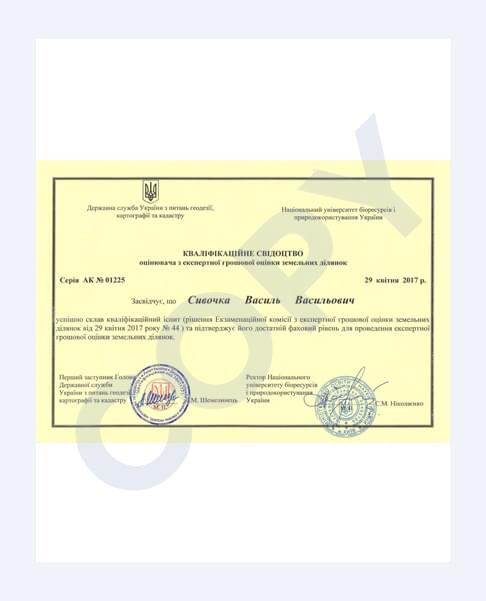 Державна служба України з питань геодезії,
картографії та кадастру
Національний університет біоресурсів і
природокористування України
КВАЛІФІКАЦІЙНЕ СВІДОЦТВО
оцінювача з експертної грошової оцінки земельних ділянок
Серія АК № 01225
29 квітня 2017 р.
Засвідчує, що Сивочка Василь Васильович
успішно склав кваліфікаційний іспит (рішення Екзаменаційної комісії з експертної грошової оцінки земельних
ділянок від 29 квітня 2017 року № 44 ) та підтверджує його достатній фаховий рівень для проведення експертної
грошової оцінки земельних ділянок.
Перший заступник Голови
Державної служби
України з питань геодезії
картографії та кадастру
М. Шемелинець
Ректор Національного
університету біоресурсів
і природокористування
України
С.М. Ніколаєнко
COPY